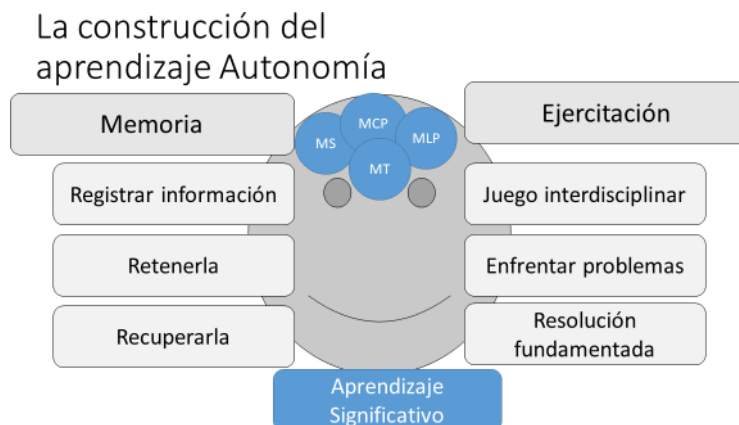 La construcción del
aprendizaje Autonomía
Memoria
Registrar información
Retenerla
Recuperarla
MS
MCP
MLP
MT
Ejercitación
Juego interdisciplinar
Enfrentar problemas
Resolución
fundamentada
Aprendizaje
Significativo